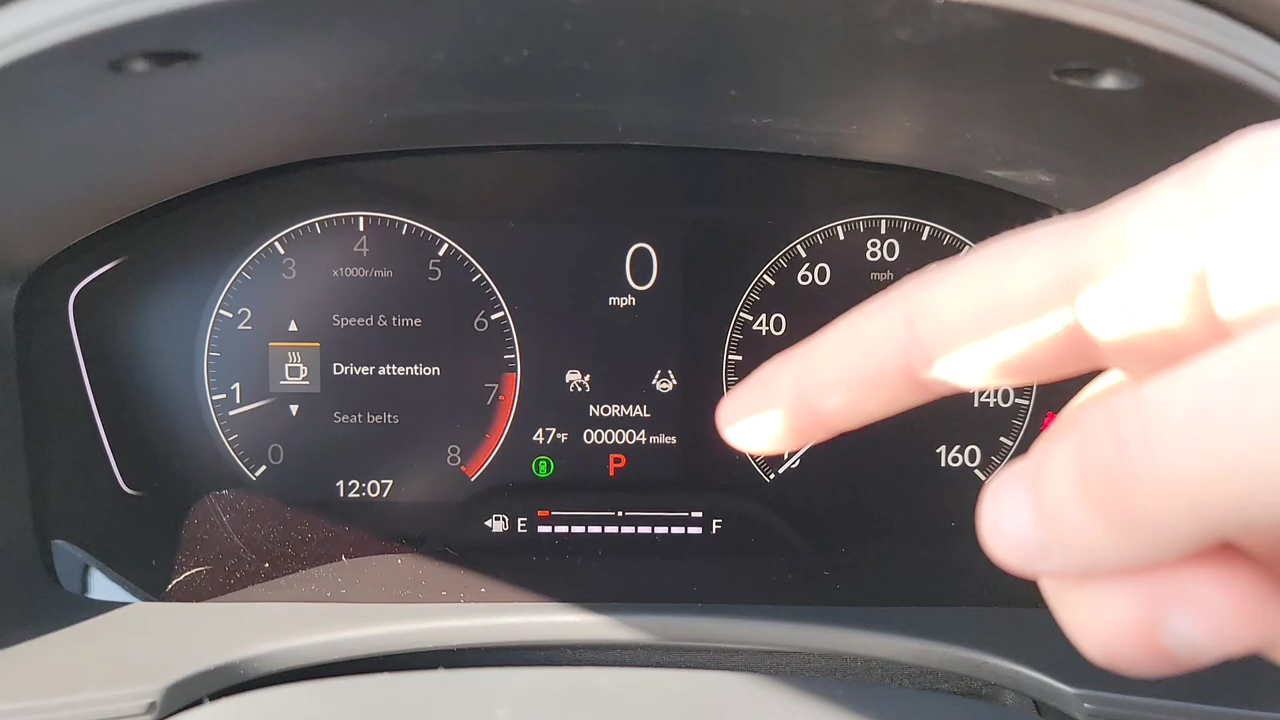 4
3
5
x1000r/min
2
Speed & time
6
1
Driver attention
7
Seat belts
0
8
12:07
0
mph
NORMAL
47°F
000004 miles
P
E
F
80
mph
60
40
140
160